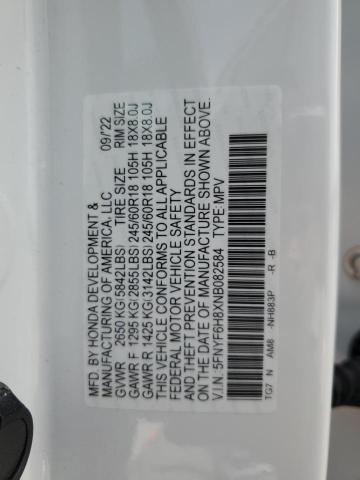 MFD. BY HONDA DEVELOPMENT & 09/'22
MANUFACTURING OF AMERICA, LLC
GVWR 2650 KG(5842LBS) TIRE SIZE RIM SIZE
GAWR F 1295 KG(2855LBS) 245/60R18 105H 18X8.0J
GAWR R 1425 KG(3142LBS) 245/60R18 105H 18X8.0J
THIS VEHICLE CONFORMS TO ALL APPLICABLE
FEDERAL MOTOR VEHICLE SAFETY
AND THEFT PREVENTION STANDARDS IN EFFECT
ON THE DATE OF MANUFACTURE SHOWN ABOVE.
V.I.N: 5FNYF6H8XNB082584 TYPE: MPV
TG7 N AM8 -NH883P -R -B